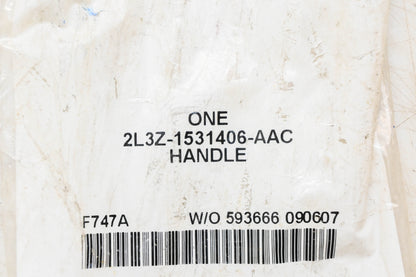 ONE
2L3Z-1531406-AAC
HANDLE
F747A W/O 593666 090607